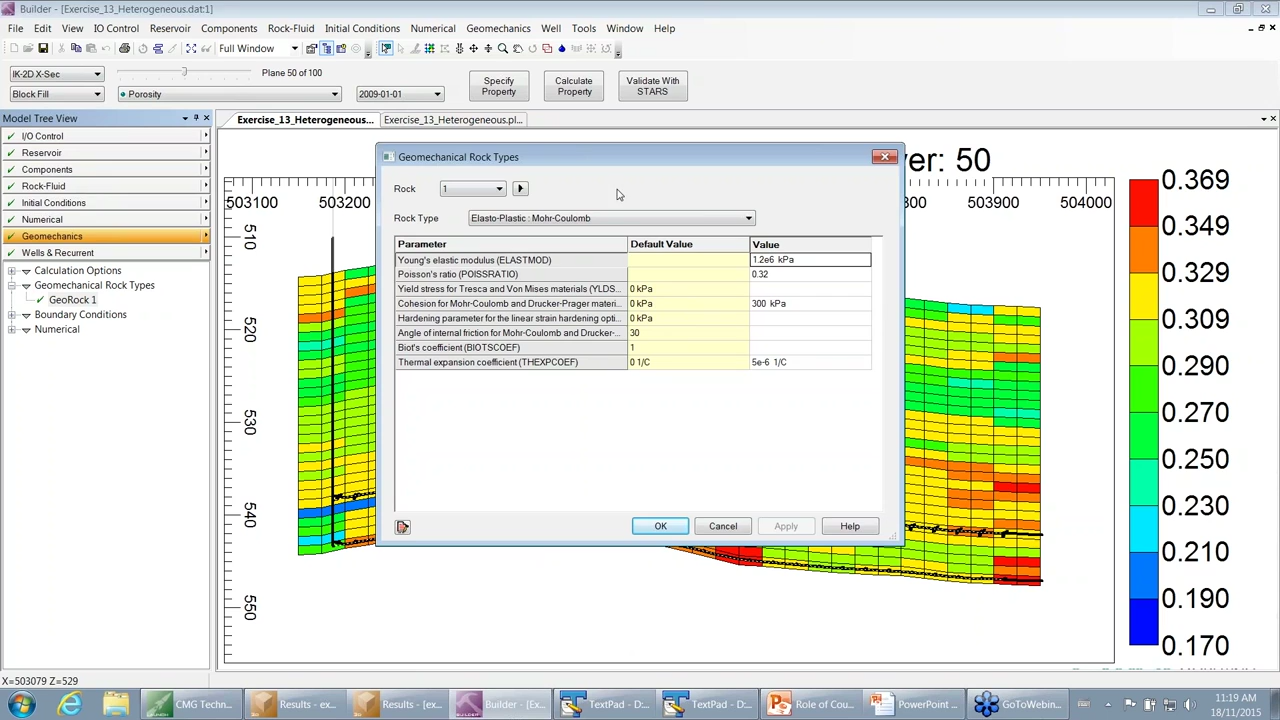 Builder - [Exercise_13_Heterogeneous.dat:1]
File Edit View IO Control Reservoir Components Rock-Fluid Initial Conditions Numerical Geomechanics Well Tools Window Help
Full Window
IK-2D X-Sec
Plane 50 of 100
Specify Property
Calculate Property
Validate With STARS
Block Fill
Porosity
2009-01-01
Model Tree View
Exercise_13_Heterogeneous...
Exercise_13_Heterogeneous.pl...
I/O Control
Reservoir
Components
Rock-Fluid
Initial Conditions
Numerical
Geomechanics
Wells & Recurrent
Calculation Options
Geomechanical Rock Types
GeoRock 1
Boundary Conditions
Numerical
yer: 50
503100
503200
800
503900
504000
510
520
530
540
550
Geomechanical Rock Types
Rock
1
Rock Type
Elasto-Plastic : Mohr-Coulomb
Parameter Default Value Value
Young's elastic modulus (ELASTMOD) 1.2e6 kPa
Poisson's ratio (POISSRATIO) 0.32
Yield stress for Tresca and Von Mises materials (YLDS... 0 kPa
Cohesion for Mohr-Coulomb and Drucker-Prager materi... 0 kPa 300 kPa
Hardening parameter for the linear strain hardening opti... 0 kPa
Angle of internal friction for Mohr-Coulomb and Drucker-... 30
Biot's coefficient (BIOTSCOEF) 1
Thermal expansion coefficient (THEXPCOEF) 0 1/C 5e-6 1/C
OK
Cancel
Apply
Help
0.369
0.349
0.329
0.309
0.290
0.270
0.250
0.230
0.210
0.190
0.170
X=503079 Z=529
CMG Techn...
Results - ex...
Results - [ex...
Builder - [Ex...
TextPad - D:...
TextPad - D:...
Role of Cou...
PowerPoint ...
GoToWebin...
11:19 AM
18/11/2015